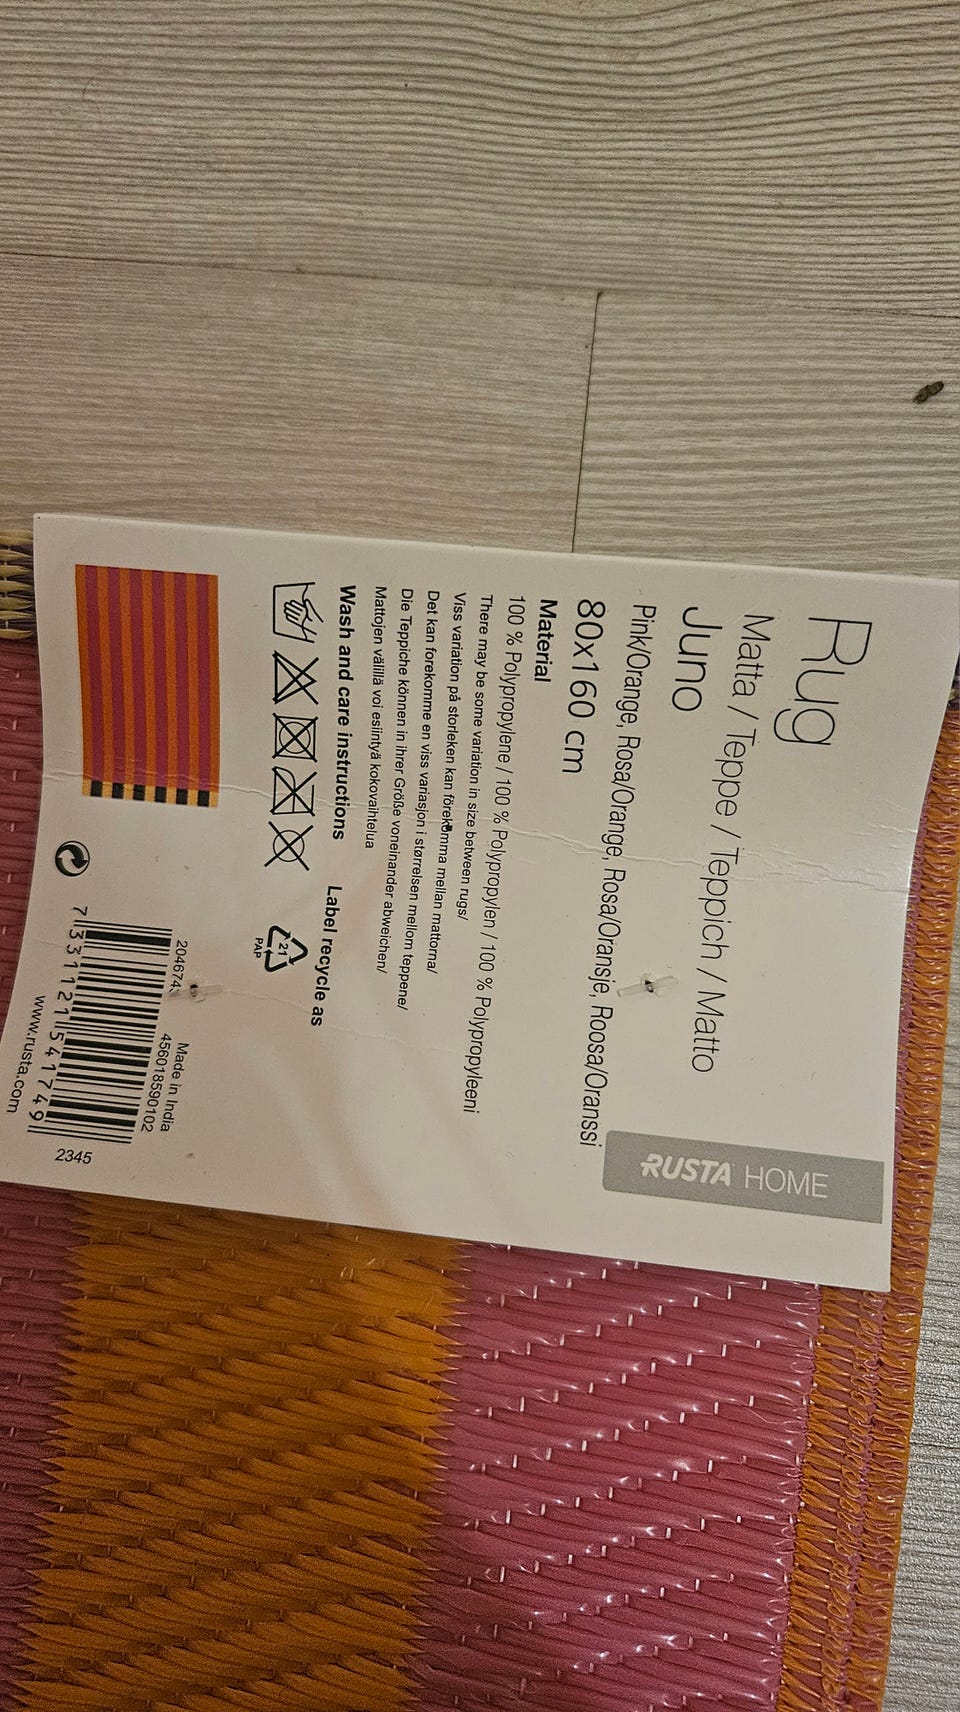 Rug
Matta / Teppe / Teppich / Matto
Juno
Pink/Orange, Rosa/Orange, Rosa/Oransje, Roosa/Oranssi
80x160 cm
Material
100 % Polypropylene / 100 % Polypropylen / 100 % Polypropyleeni
There may be some variation in size between rugs/
Viss variation på storleken kan förekomma mellan mattorna/
Det kan forekomme en viss variasjon i størrelsen mellom teppene/
Die Teppiche können in ihrer Größe voneinander abweichen/
Mattojen välillä voi esiintyä kokovaihtelua
Wash and care instructions
Label recycle as
21
PAP
RUSTA HOME
Made in India
456018590102
7331121541749
2345
www.rusta.com